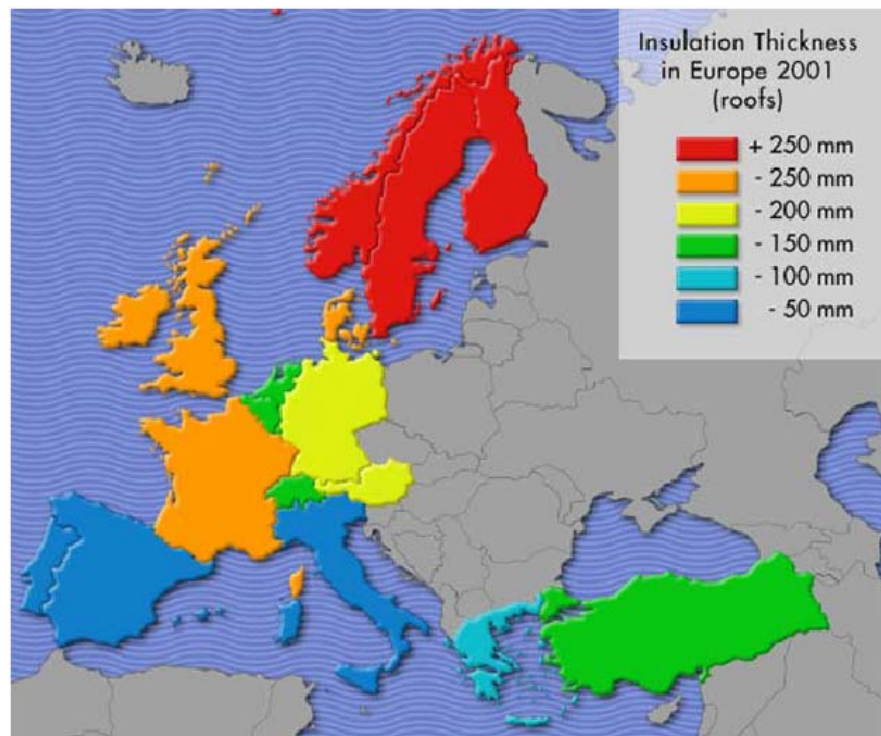 Insulation Thickness
in Europe 2001
(roofs)
+ 250 mm
- 250 mm
- 200 mm
- 150 mm
- 100 mm
- 50 mm